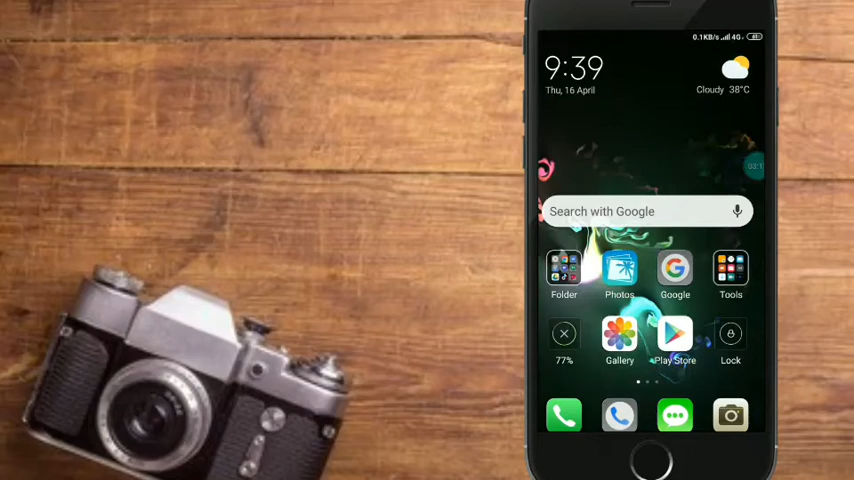 0.1KB/s 4G
9:39
Thu, 16 April
Cloudy 38°C
Search with Google
Folder Photos Google Tools
77% Gallery Play Store Lock